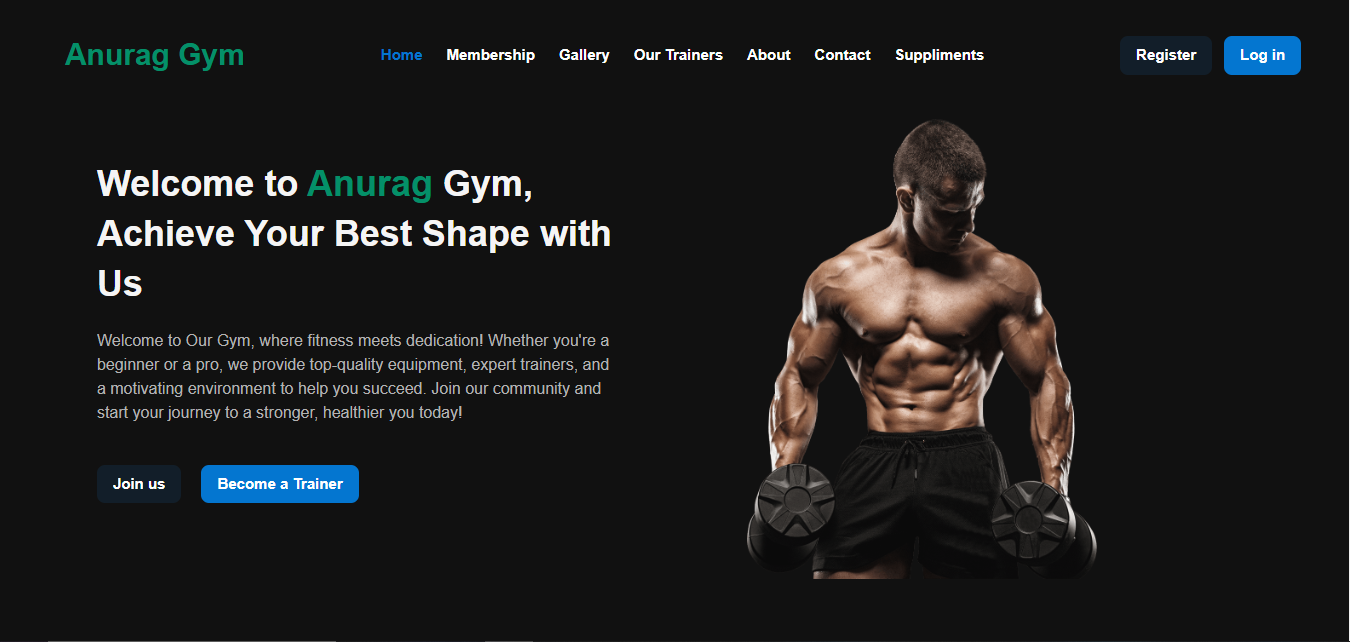 Anurag Gym
Home Membership Gallery Our Trainers About Contact Suppliments
Register Log in
Welcome to Anurag Gym,
Achieve Your Best Shape with
Us
Welcome to Our Gym, where fitness meets dedication! Whether you're a
beginner or a pro, we provide top-quality equipment, expert trainers, and
a motivating environment to help you succeed. Join our community and
start your journey to a stronger, healthier you today!
Join us Become a Trainer